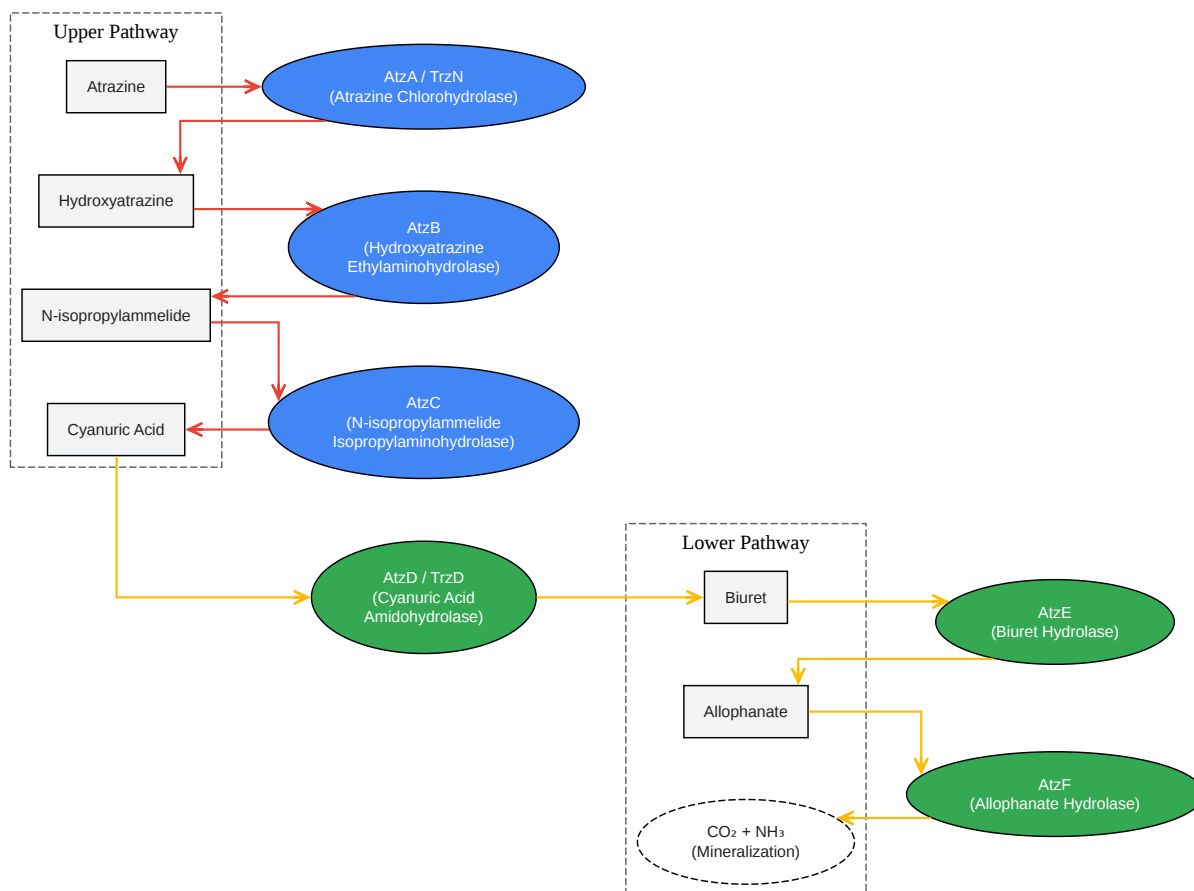 Upper Pathway
Atrazine
AtzA / TrzN
(Atrazine Chlorohydrolase)
Hydroxyatrazine
AtzB
(Hydroxyatrazine
Ethylaminohydrolase)
N-isopropylammelide
AtzC
(N-isopropylammelide
Isopropylaminohydrolase)
Cyanuric Acid
AtzD / TrzD
(Cyanuric Acid
Amidohydrolase)
Lower Pathway
Biuret
AtzE
(Biuret Hydrolase)
Allophanate
AtzF
(Allophanate Hydrolase)
CO₂ + NH₃
(Mineralization)